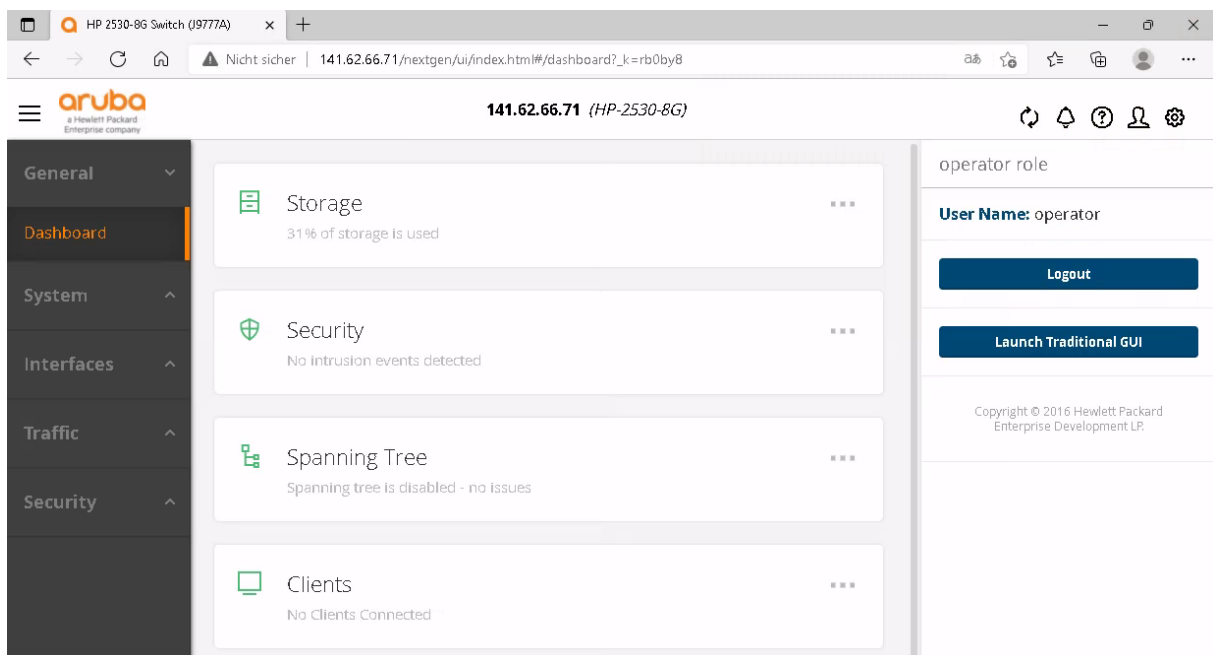 HP 2530-8G Switch (J9777A)
Nicht sicher | 141.62.66.71/nextgen/ui/index.html#/dashboard?_k=rb0by8
aあ
aruba
a Hewlett Packard
Enterprise company
141.62.66.71 (HP-2530-8G)
General
Dashboard
System
Interfaces
Traffic
Security
Storage
31% of storage is used
Security
No intrusion events detected
Spanning Tree
Spanning tree is disabled - no issues
Clients
No Clients Connected
operator role
User Name: operator
Logout
Launch Traditional GUI
Copyright © 2016 Hewlett Packard
Enterprise Development LP.